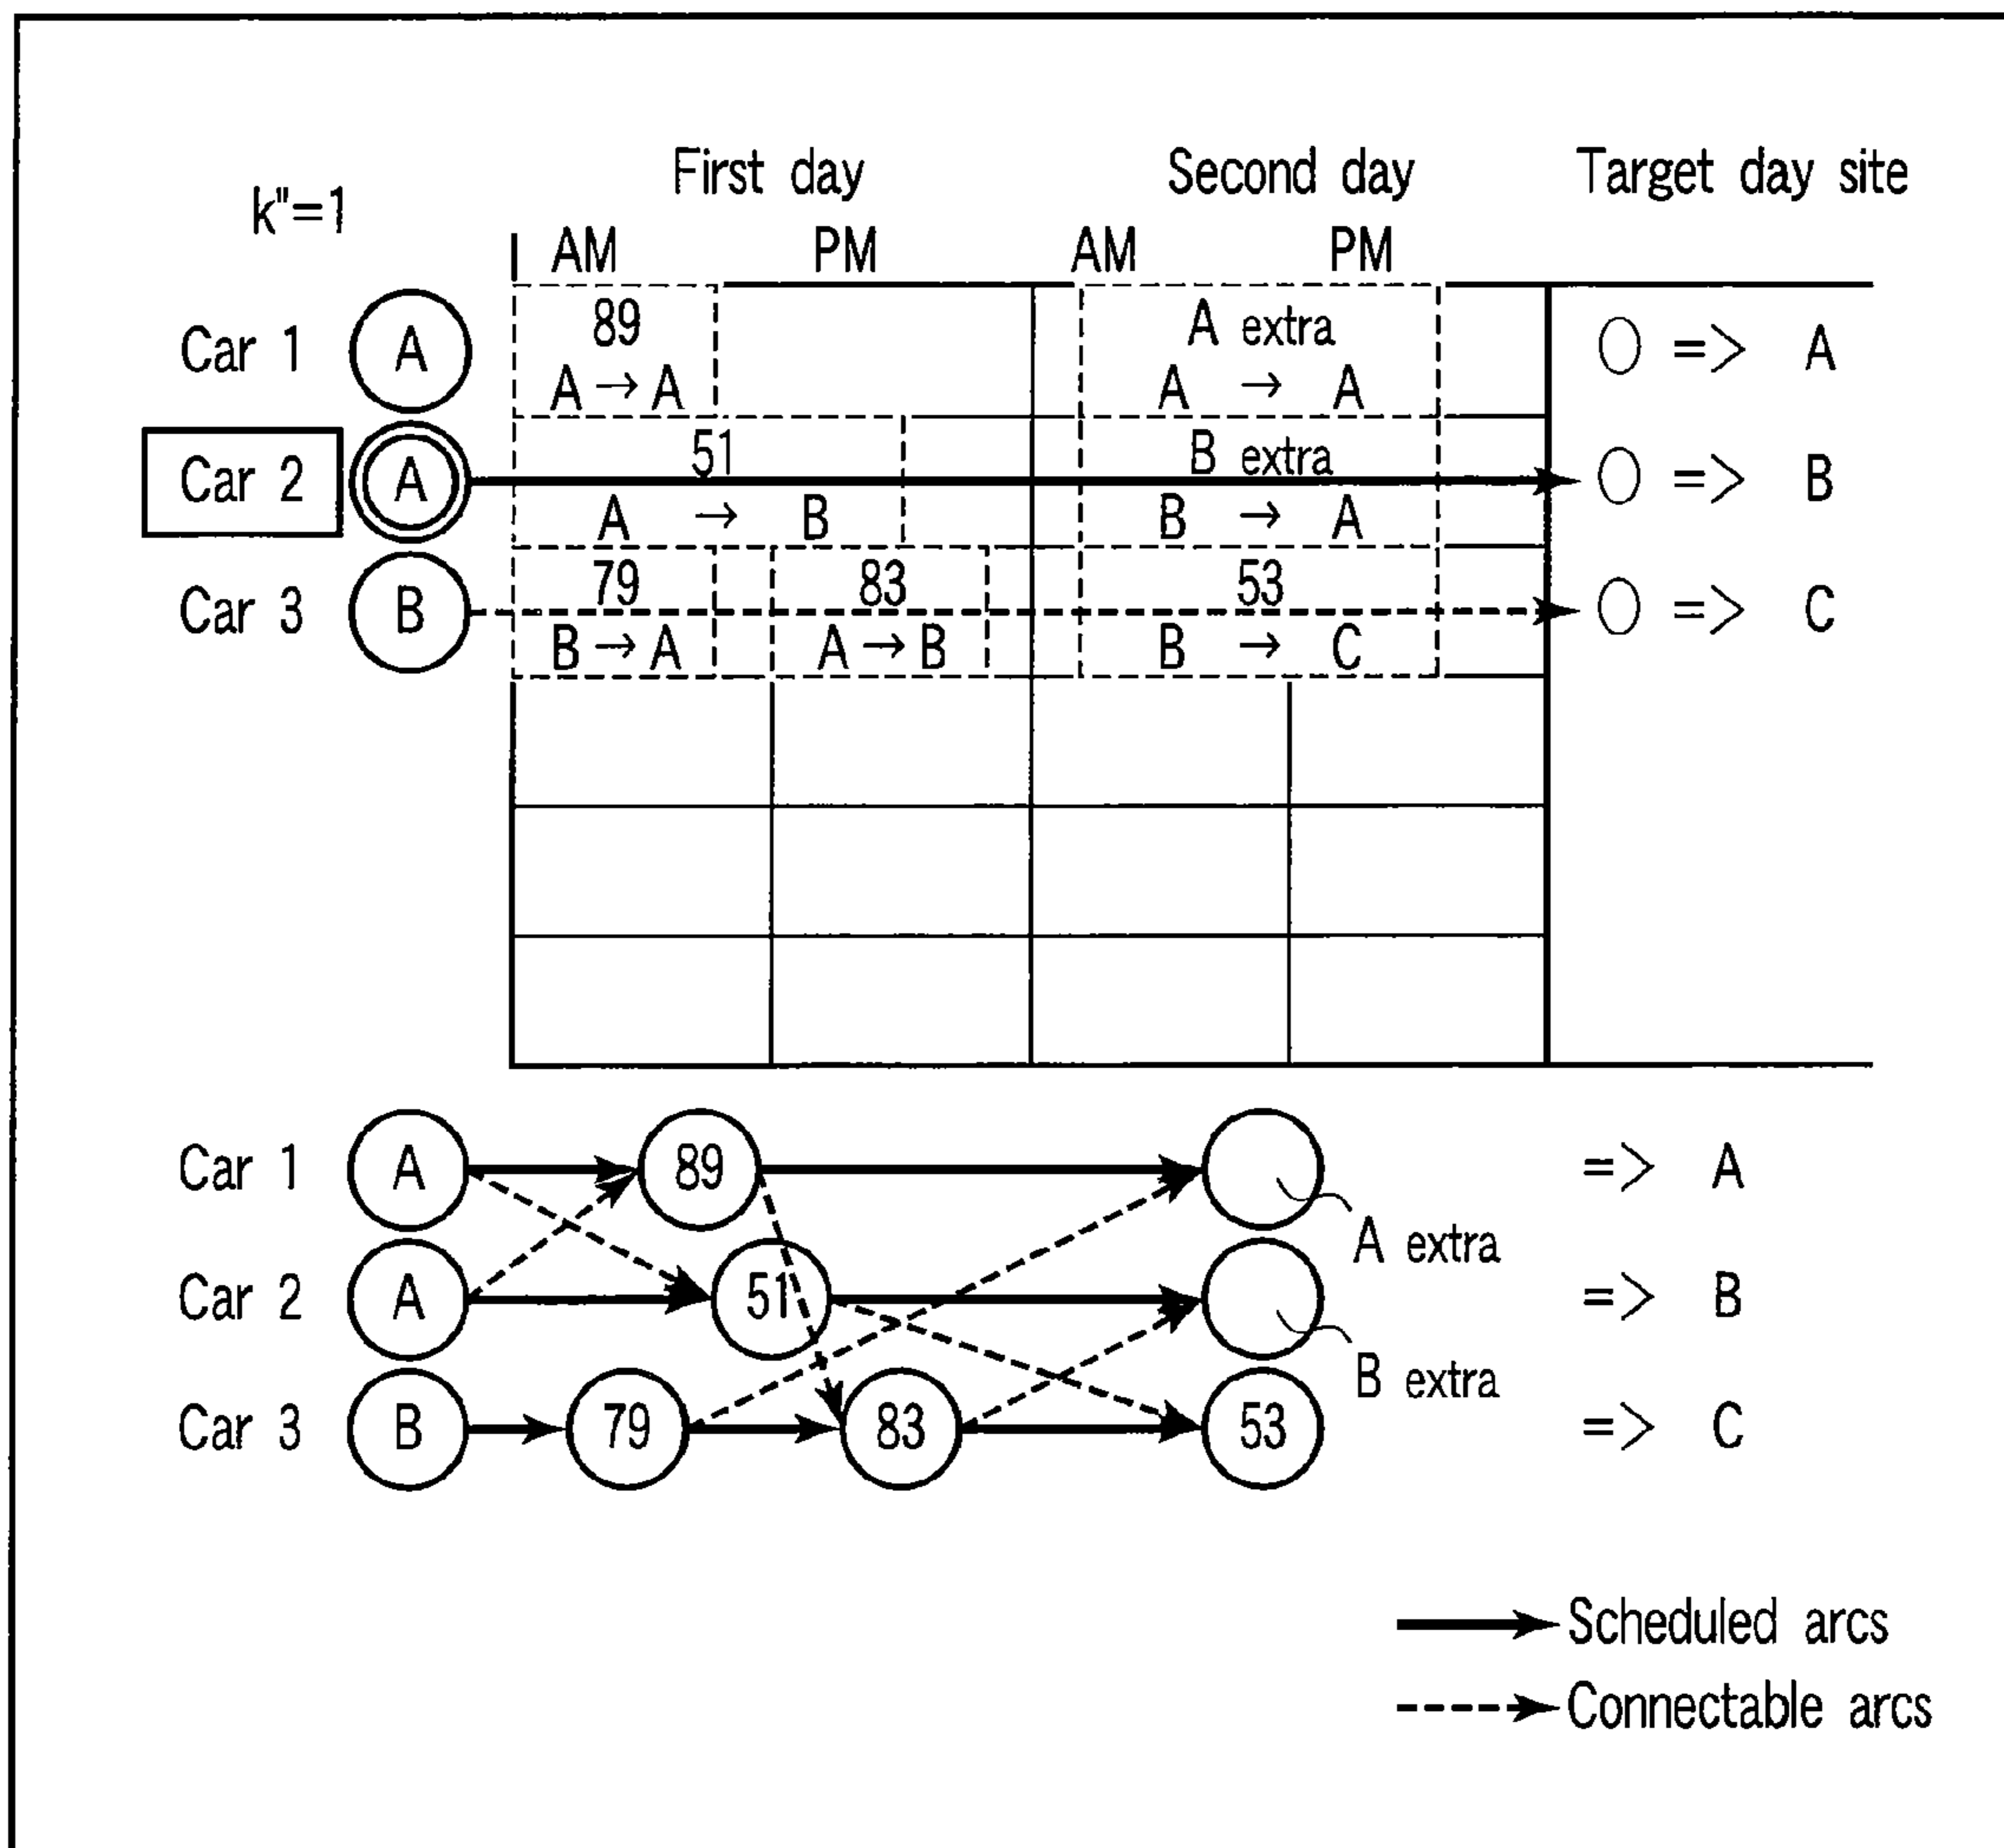 First day Second day Target day site
k"=1
AM PM AM PM
Car 1 A 89 A extra O => A
A → A A → A
Car 2 A 51 B extra O => B
A → B B → A
Car 3 B 79 83 53 O => C
B → A A → B B → C
Car 1 A 89 => A
A extra
Car 2 A 51 => B
B extra
Car 3 B 79 83 53 => C
Scheduled arcs
Connectable arcs